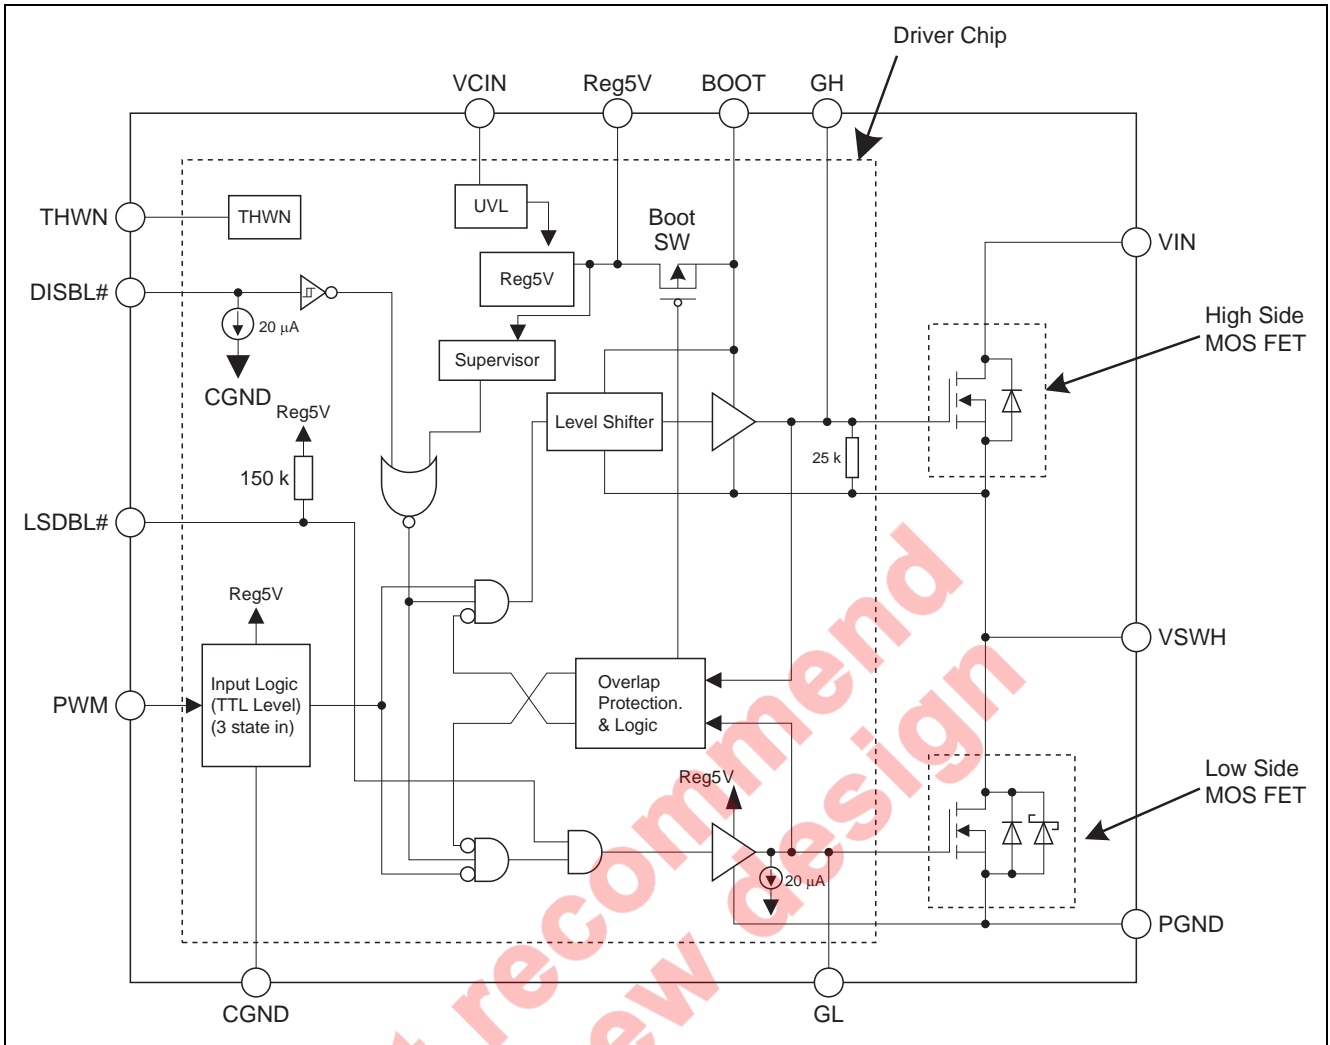 Driver Chip
VCIN
Reg5V
BOOT
GH
THWN
THWN
UVL
Boot
SW
VIN
Reg5V
DISBL#
20 μA
CGND
Supervisor
High Side
MOS FET
Reg5V
150 k
Level Shifter
25 k
LSDBL#
Reg5V
Input Logic
(TTL Level)
(3 state in)
PWM
Overlap
Protection.
& Logic
VSWH
Reg5V
20 μA
Low Side
MOS FET
PGND
CGND
GL
recommend
design